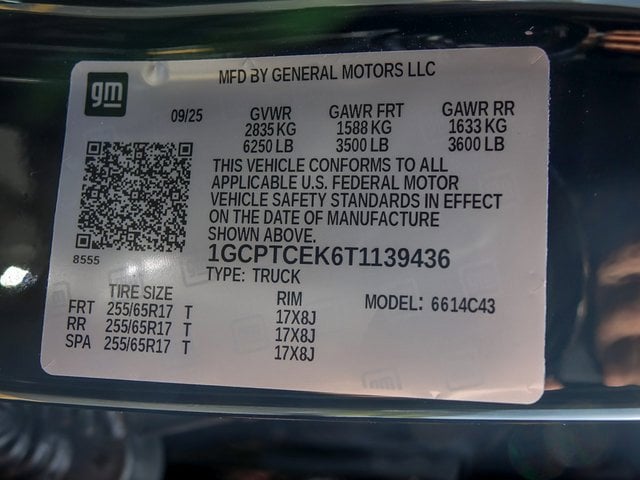 gm
MFD BY GENERAL MOTORS LLC
09/25 GVWR GAWR FRT GAWR RR
2835 KG 1588 KG 1633 KG
6250 LB 3500 LB 3600 LB
THIS VEHICLE CONFORMS TO ALL
APPLICABLE U.S. FEDERAL MOTOR
VEHICLE SAFETY STANDARDS IN EFFECT
ON THE DATE OF MANUFACTURE
SHOWN ABOVE.
8555
1GCPTCEK6T1139436
TYPE: TRUCK
TIRE SIZE RIM MODEL: 6614C43
FRT 255/65R17 T 17X8J
RR 255/65R17 T 17X8J
SPA 255/65R17 T 17X8J
gm